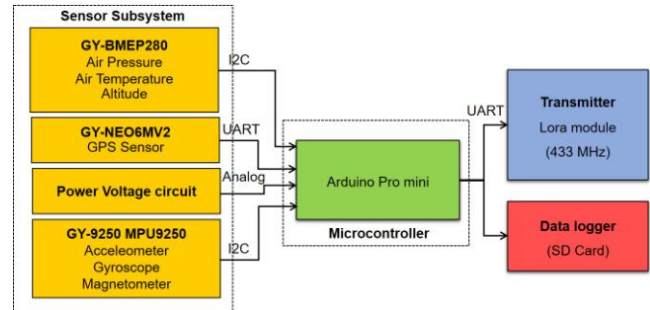 Sensor Subsystem
GY-BMEP280
Air Pressure
Air Temperature
Altitude
I2C
GY-NEO6MV2
GPS Sensor
UART
Power Voltage circuit
Analog
GY-9250 MPU9250
Acceleometer
Gyroscope
Magnetometer
I2C
Arduino Pro mini
Microcontroller
UART
Transmitter
Lora module
(433 MHz)
Data logger
(SD Card)